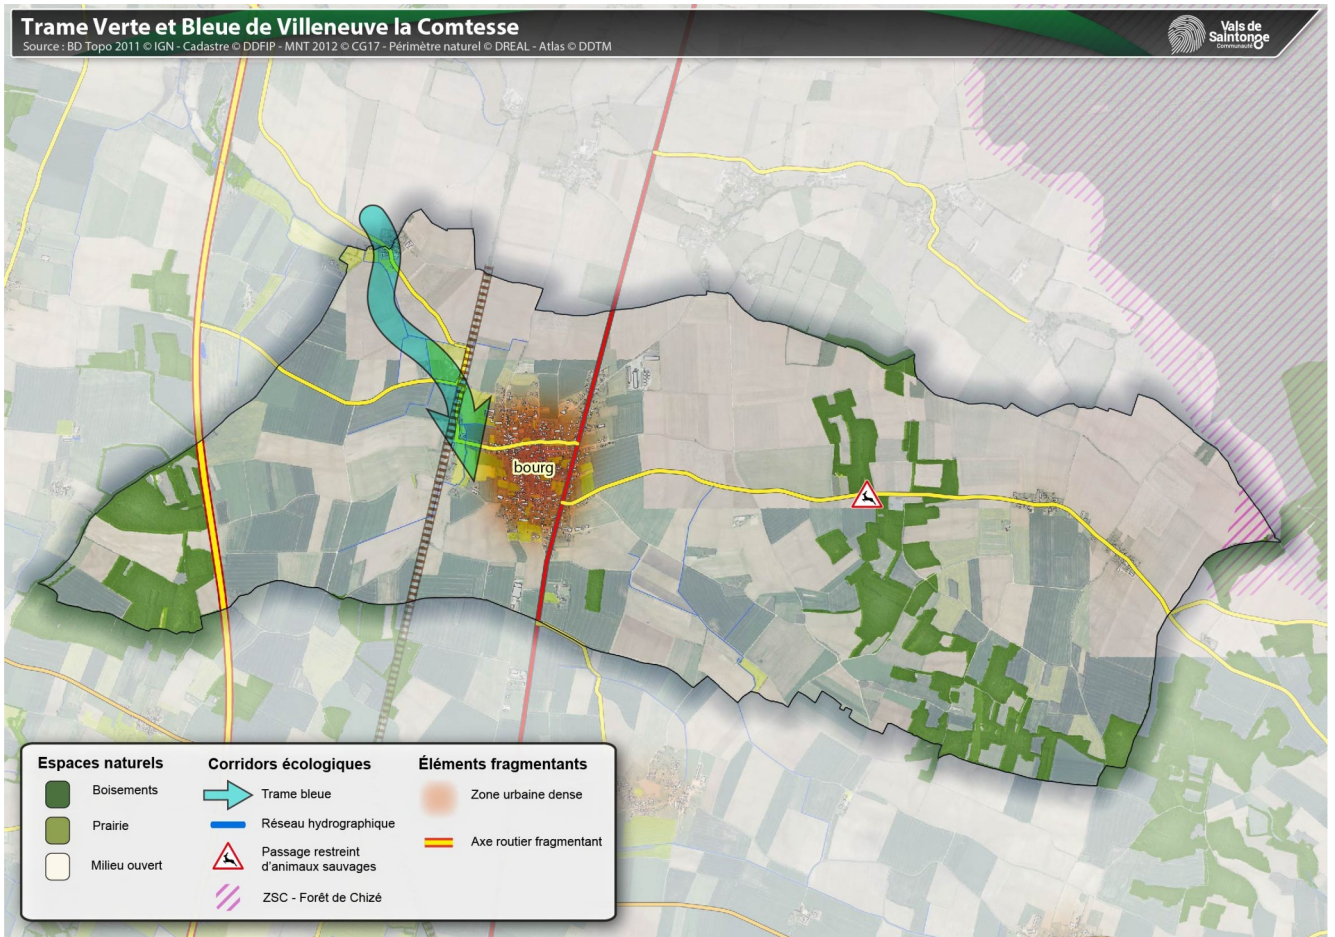 Trame Verte et Bleue de Villeneuve la Comtesse
Source : BD Topo 2011 © IGN - Cadastre © DDFIP - MNT 2012 © CG17 - Périmètre naturel © DREAL - Atlas © DDTM
Vals de
Saintonge
Communauté
bourg
Espaces naturels
Boisements
Prairie
Milieu ouvert
Corridors écologiques
Trame bleue
Réseau hydrographique
Passage restreint
d'animaux sauvages
ZSC - Forêt de Chizé
Éléments fragmentants
Zone urbaine dense
Axe routier fragmentant